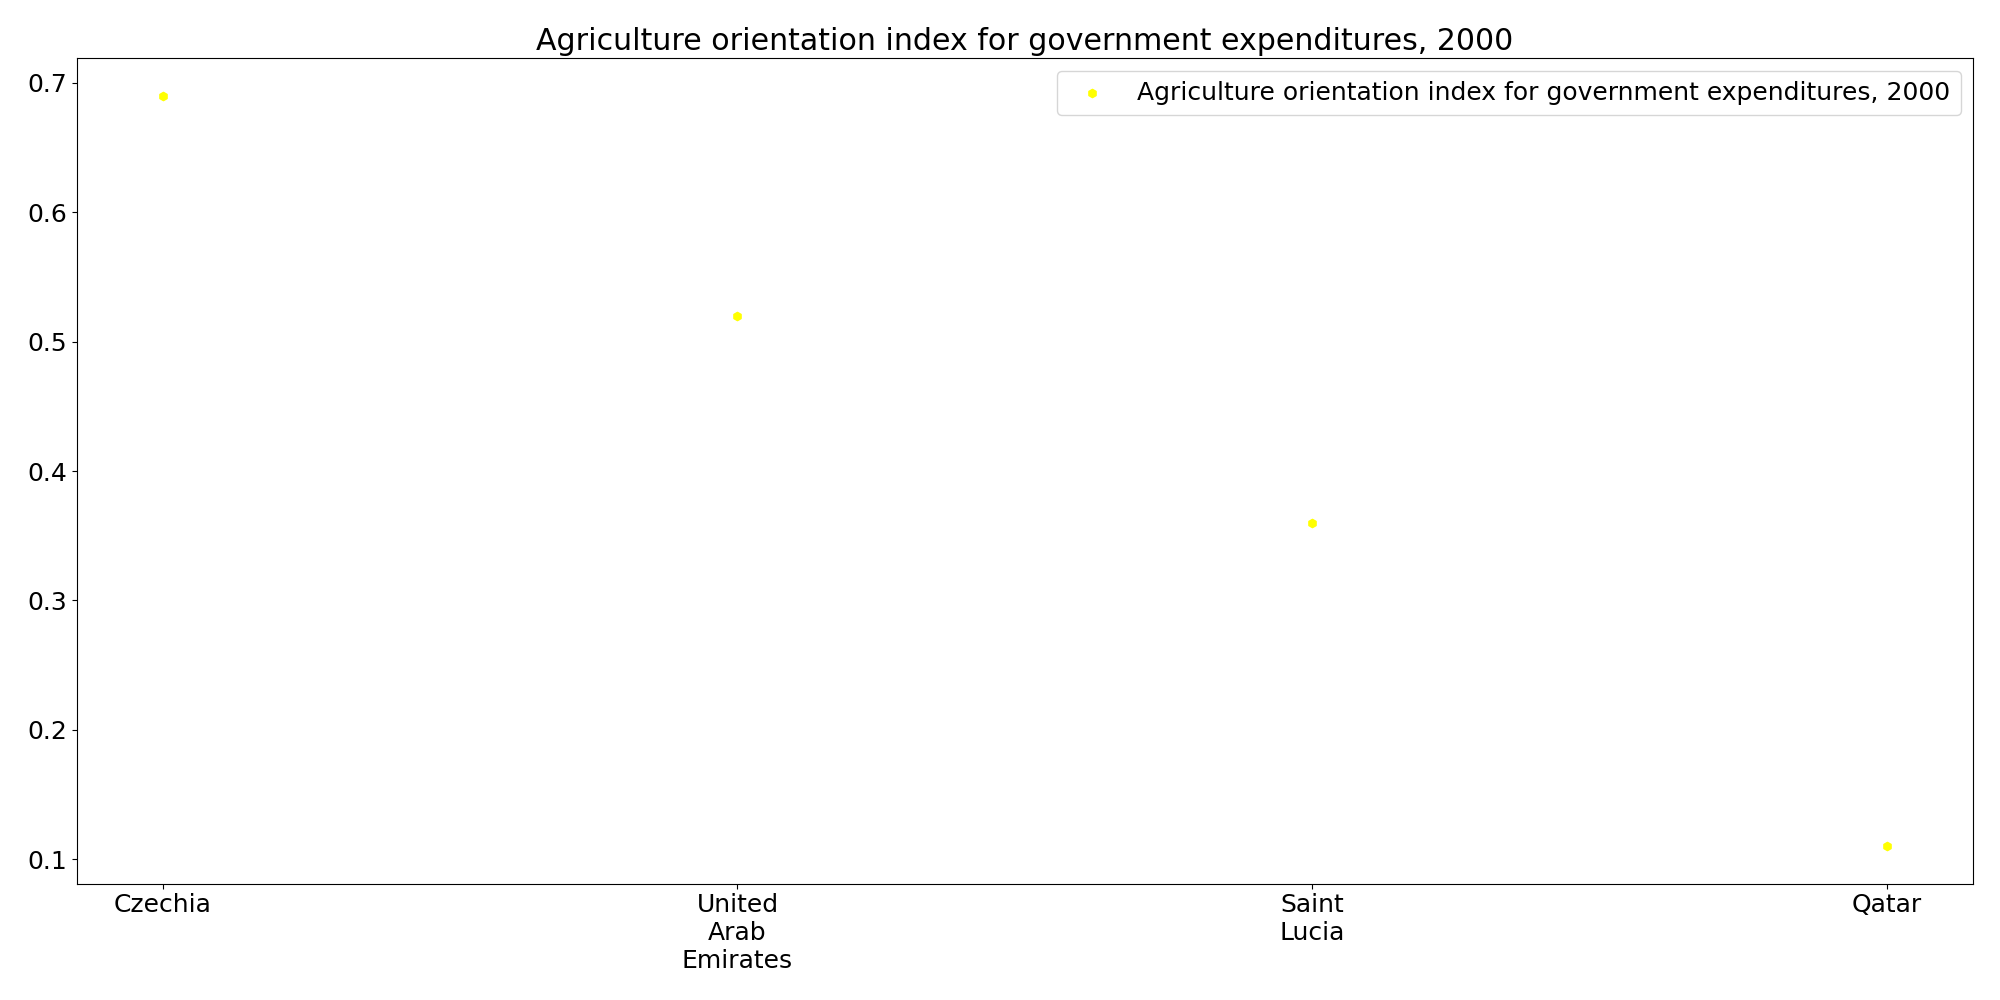 Agriculture orientation index for government expenditures, 2000
Agriculture orientation index for government expenditures, 2000
0.7
0.6
0.5
0.4
0.3
0.2
0.1
Czechia
United
Arab
Emirates
Saint
Lucia
Qatar